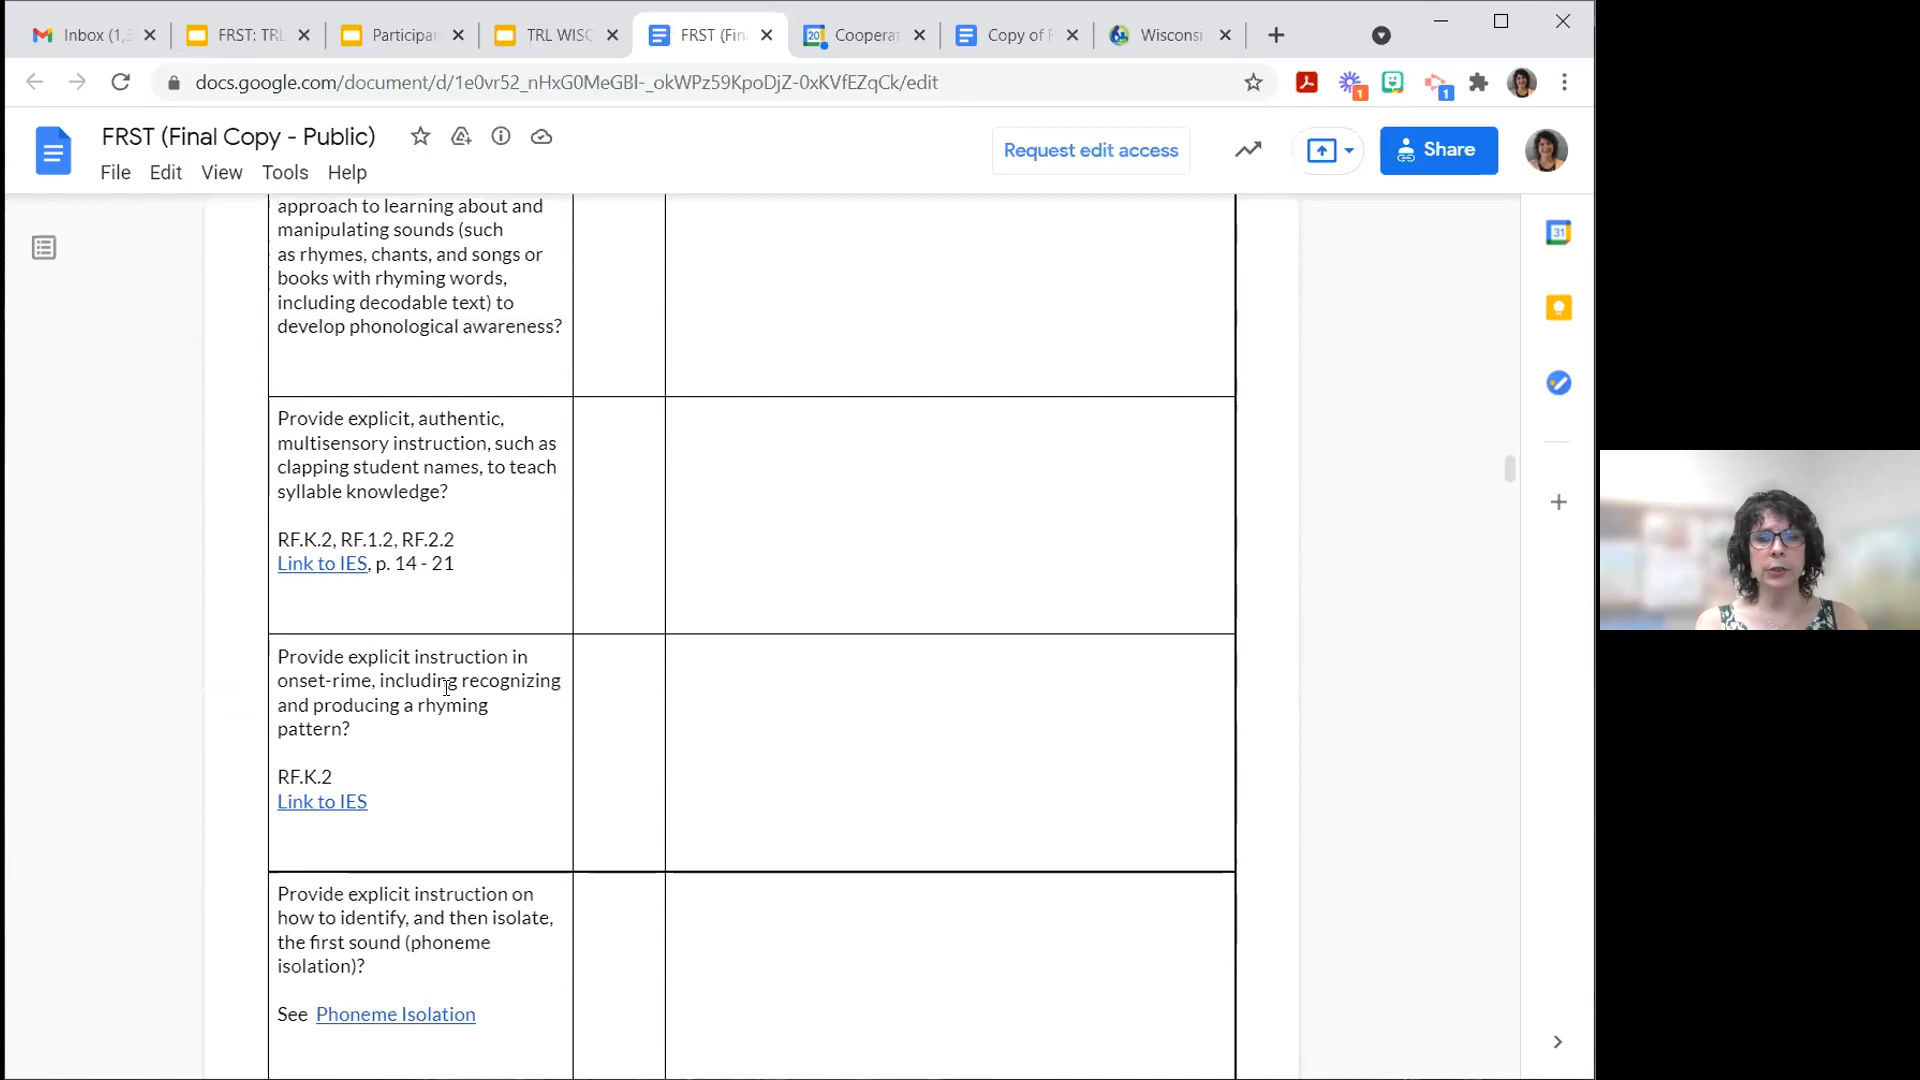 Inbox (1,
FRST: TRL
Participan
TRL WISC
FRST (Fin
Cooperat
Copy of F
Wisconsi
docs.google.com/document/d/1e0vr52_nHxG0MeGBl-_okWPz59KpoDjZ-0xKVfEZqCk/edit
1
1
FRST (Final Copy - Public)
Request edit access
Share
File Edit View Tools Help
31
approach to learning about and
manipulating sounds (such
as rhymes, chants, and songs or
books with rhyming words,
including decodable text) to
develop phonological awareness?
Provide explicit, authentic,
multisensory instruction, such as
clapping student names, to teach
syllable knowledge?
RF.K.2, RF.1.2, RF.2.2
Link to IES, p. 14 - 21
Provide explicit instruction in
onset-rime, including recognizing
and producing a rhyming
pattern?
RF.K.2
Link to IES
Provide explicit instruction on
how to identify, and then isolate,
the first sound (phoneme
isolation)?
See Phoneme Isolation